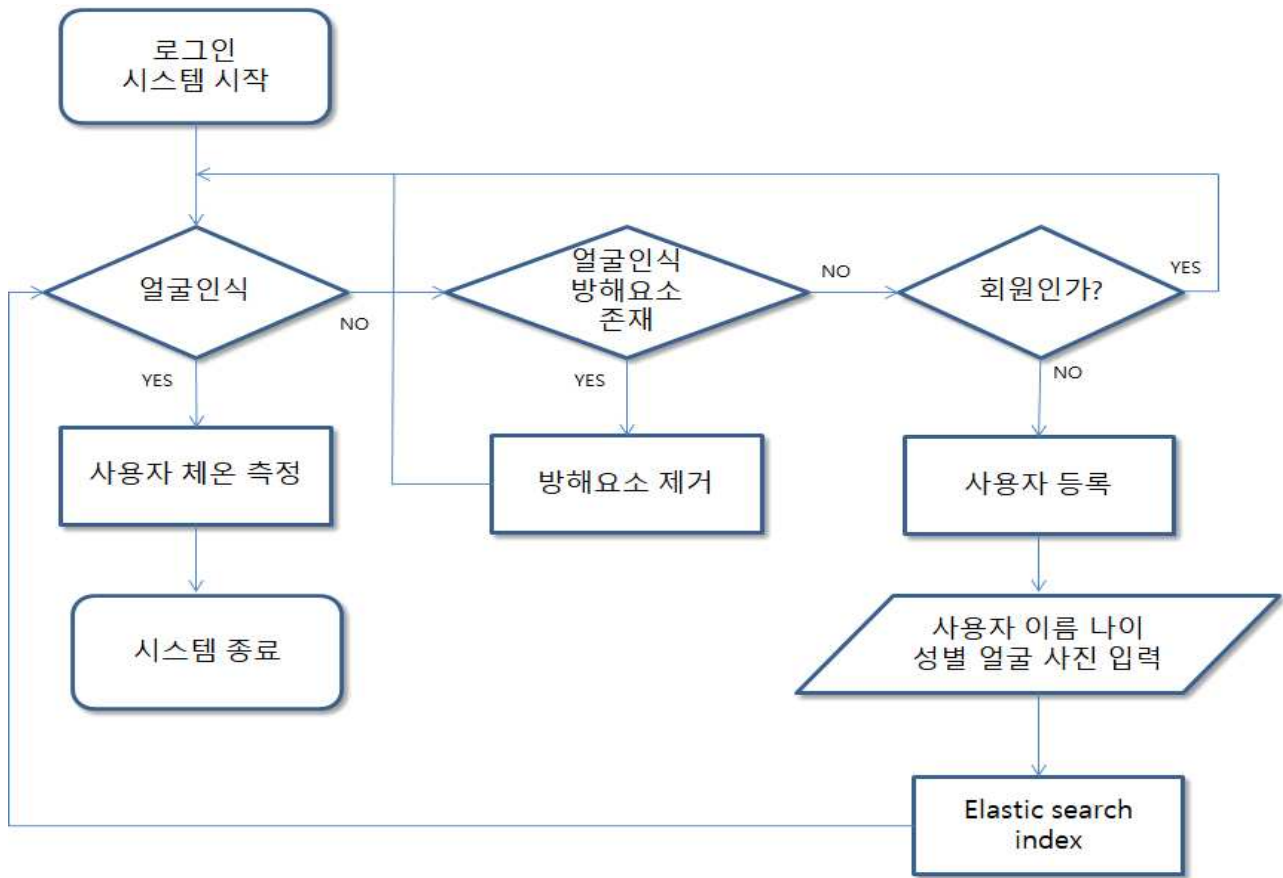 로그인
시스템 시작
얼굴인식
NO
YES
얼굴인식
방해요소
존재
NO
YES
회원인가?
YES
NO
사용자 체온 측정
방해요소 제거
사용자 등록
시스템 종료
사용자 이름 나이
성별 얼굴 사진 입력
Elastic search
index